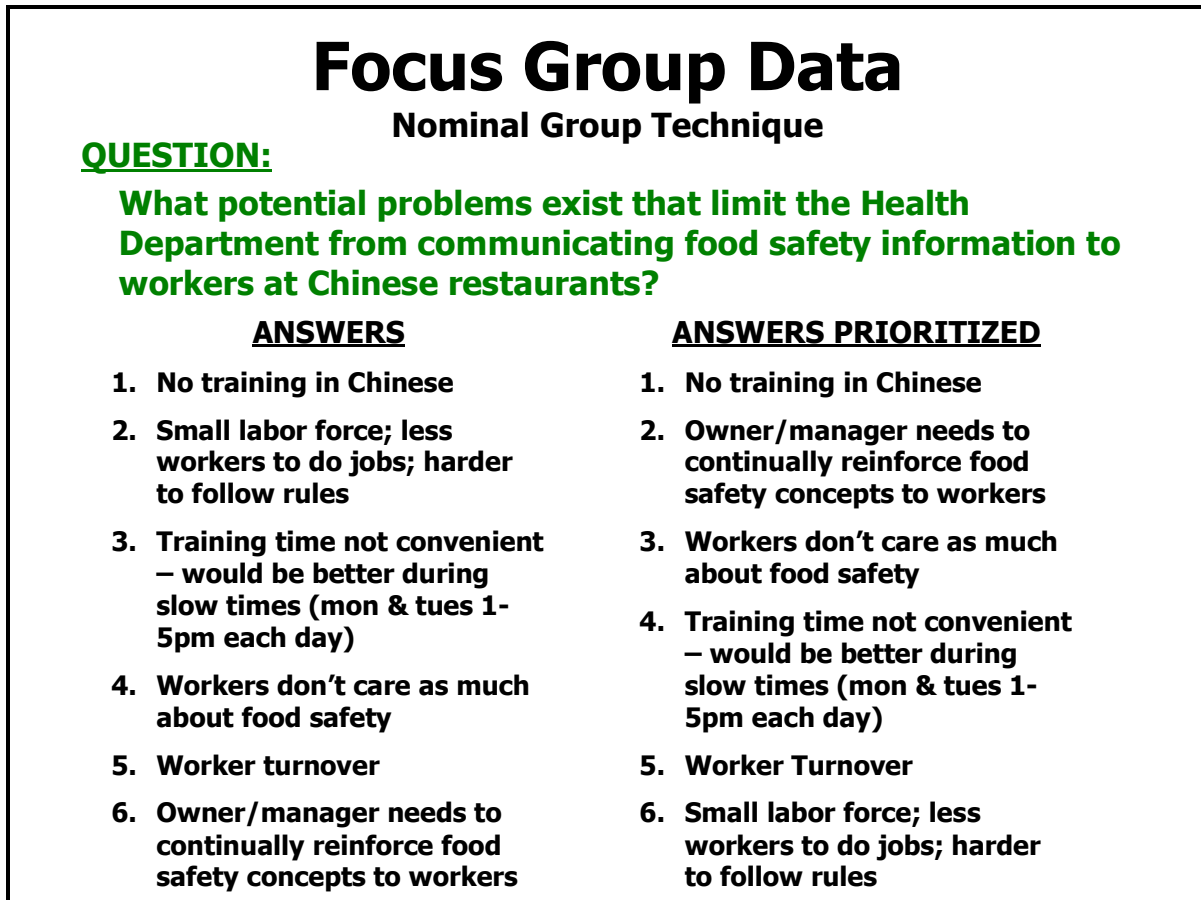 Focus Group Data
Nominal Group Technique
QUESTION:
What potential problems exist that limit the Health
Department from communicating food safety information to
workers at Chinese restaurants?
ANSWERS
1. No training in Chinese
2. Small labor force; less
workers to do jobs; harder
to follow rules
3. Training time not convenient
– would be better during
slow times (mon & tues 1-
5pm each day)
4. Workers don’t care as much
about food safety
5. Worker turnover
6. Owner/manager needs to
continually reinforce food
safety concepts to workers
ANSWERS PRIORITIZED
1. No training in Chinese
2. Owner/manager needs to
continually reinforce food
safety concepts to workers
3. Workers don’t care as much
about food safety
4. Training time not convenient
– would be better during
slow times (mon & tues 1-
5pm each day)
5. Worker Turnover
6. Small labor force; less
workers to do jobs; harder
to follow rules